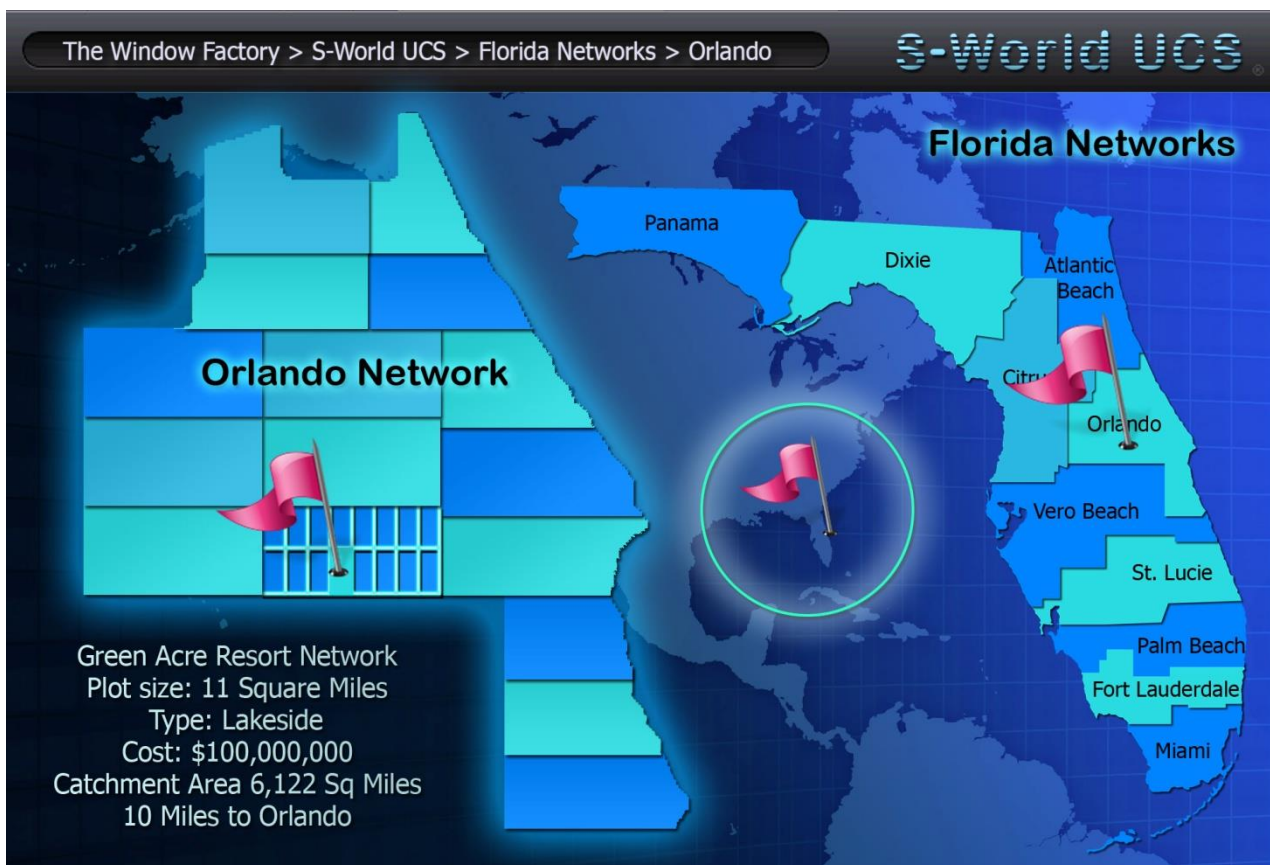 The Window Factory > S-World UCS > Florida Networks > Orlando
S-World UCS®
Florida Networks
Panama
Dixie
Atlantic
Beach
Orlando Network
Orlando
Vero Beach
St. Lucie
Palm Beach
Fort Lauderdale
Miami
Green Acre Resort Network
Plot size: 11 Square Miles
Type: Lakeside
Cost: $100,000,000
Catchment Area 6,122 Sq Miles
10 Miles to Orlando